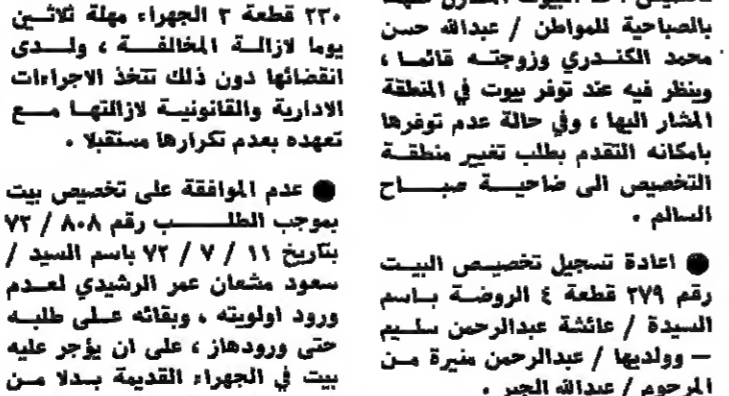 بالصباحية للمواطن / عبدالله حسن
محمد الكندري وزوجته قائما ،
وينظر فيه عند توفر بيوت في المنطقة
المشار اليها ، وفي حالة عدم توفرها
بامكانه التقدم بطلب تغيير منطقة
التخصيص الى ضاحية صباح
السالم .
● اعادة تسجيل تخصيص البيت
رقم ٢٧٩ قطعة ٤ الروضة باسم
السيدة / عائشة عبدالرحمن سليم
— وولديها / عبدالرحمن منيرة من
المرحوم / عبدالله الجبر .
٢٣٠ قطعة ٣ الجهراء مهلة ثلاثين
يوما لازالة المخالفة ، ولدى
انقضائها دون ذلك تتخذ الاجراءات
الادارية والقانونية لازالتها مع
تعهده بعدم تكرارها مستقبلا .
● عدم الموافقة على تخصيص بيت
بموجب الطلب رقم ٨٠٨ / ٧٢
بتاريخ ١١ / ٧ / ٧٢ باسم السيد /
سعود مشعان عمر الرشيدي لعدم
ورود اولويته ، وبقائه على طلبه
حتى ورودهاز ، على ان يؤجر عليه
بيت في الجهراء القديمة بدلا من